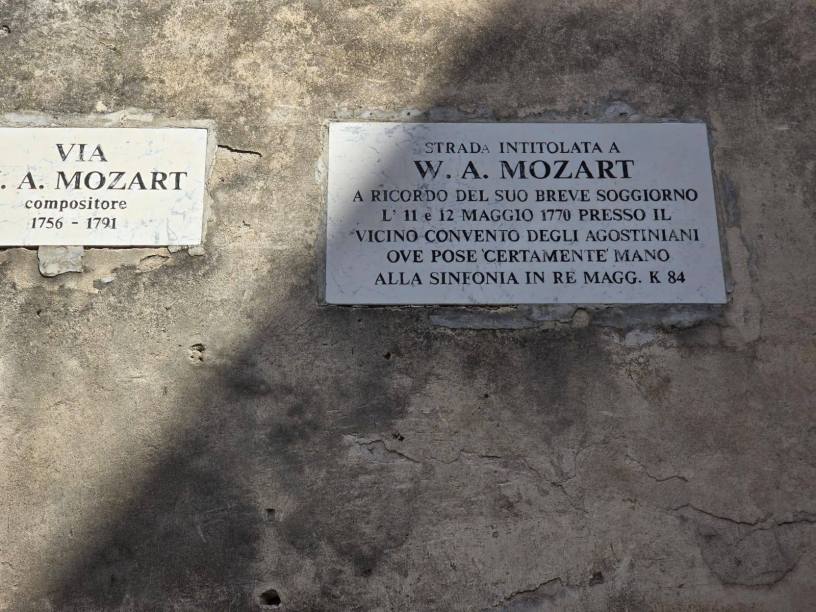 VIA
. A. MOZART
compositore
1756 - 1791
STRADA INTITOLATA A
W. A. MOZART
A RICORDO DEL SUO BREVE SOGGIORNO
L' 11 e 12 MAGGIO 1770 PRESSO IL
VICINO CONVENTO DEGLI AGOSTINIANI
OVE POSE 'CERTAMENTE' MANO
ALLA SINFONIA IN RE MAGG. K 84